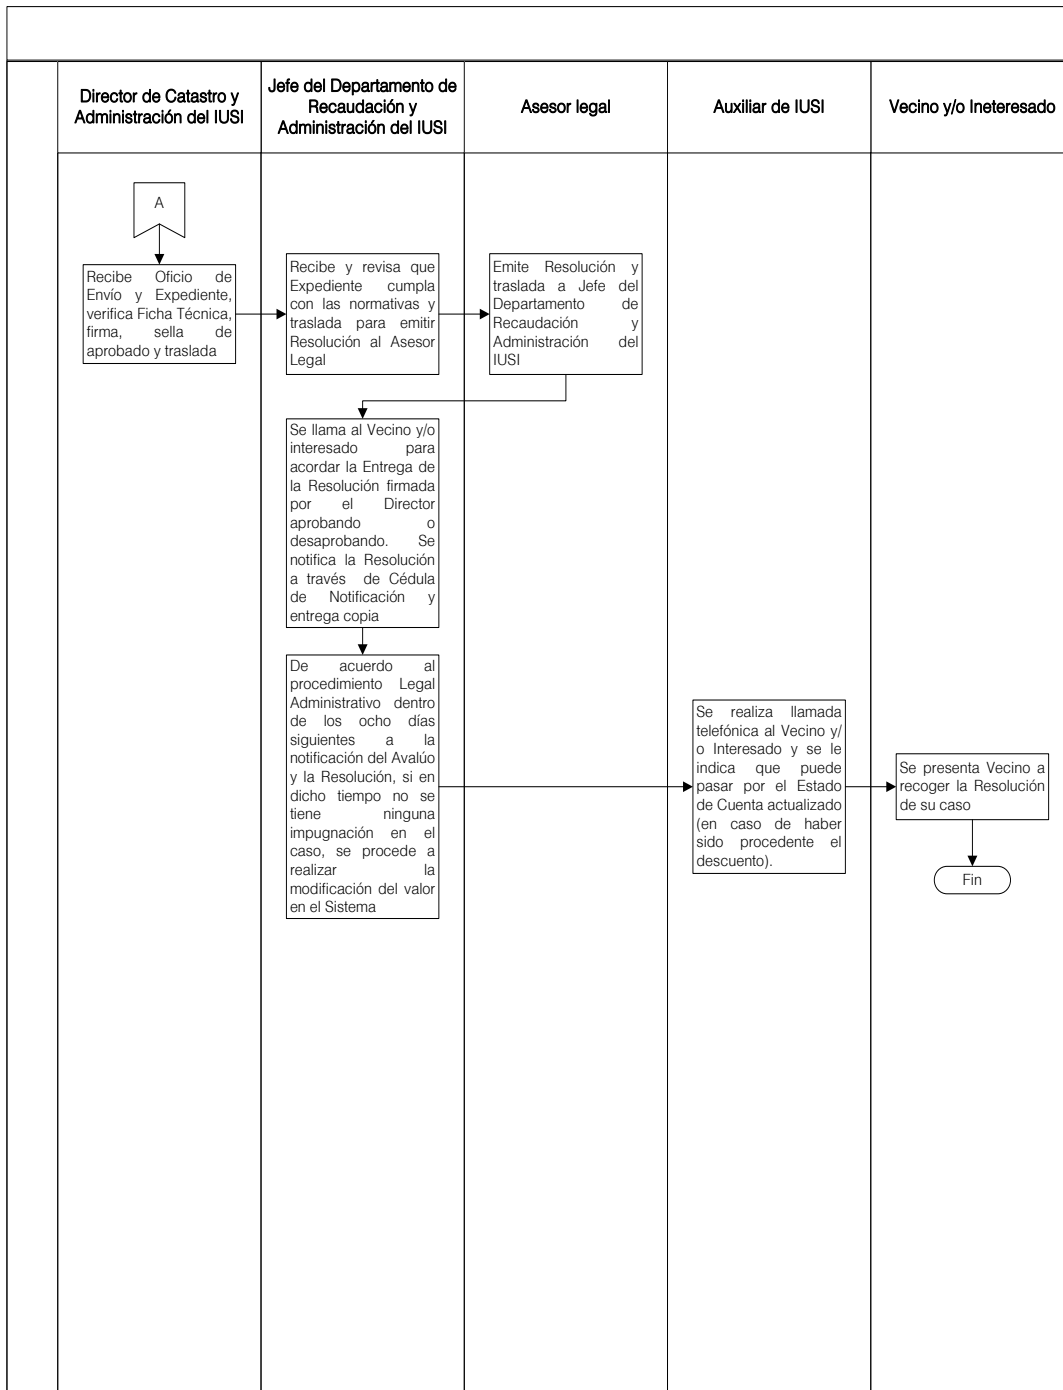 Director de Catastro y
Administración del IUSI
Jefe del Departamento de
Recaudación y
Administración del IUSI
Asesor legal
Auxiliar de IUSI
Vecino y/o Ineteresado
A
Recibe Oficio de
Envío y Expediente,
verifica Ficha Técnica,
firma, sella de
aprobado y traslada
Recibe y revisa que
Expediente cumpla
con las normativas y
traslada para emitir
Resolución al Asesor
Legal
Emite Resolución y
traslada a Jefe del
Departamento de
Recaudación y
Administración del
IUSI
Se llama al Vecino y/o
interesado para
acordar la Entrega de
la Resolución firmada
por el Director
aprobando o
desaprobando. Se
notifica la Resolución
a través de Cédula
de Notificación y
entrega copia
De acuerdo al
procedimiento Legal
Administrativo dentro
de los ocho días
siguientes a la
notificación del Avalúo
y la Resolución, si en
dicho tiempo no se
tiene ninguna
impugnación en el
caso, se procede a
realizar la
modificación del valor
en el Sistema
Se realiza llamada
telefónica al Vecino y/
o Interesado y se le
indica que puede
pasar por el Estado
de Cuenta actualizado
(en caso de haber
sido procedente el
descuento).
Se presenta Vecino a
recoger la Resolución
de su caso
Fin